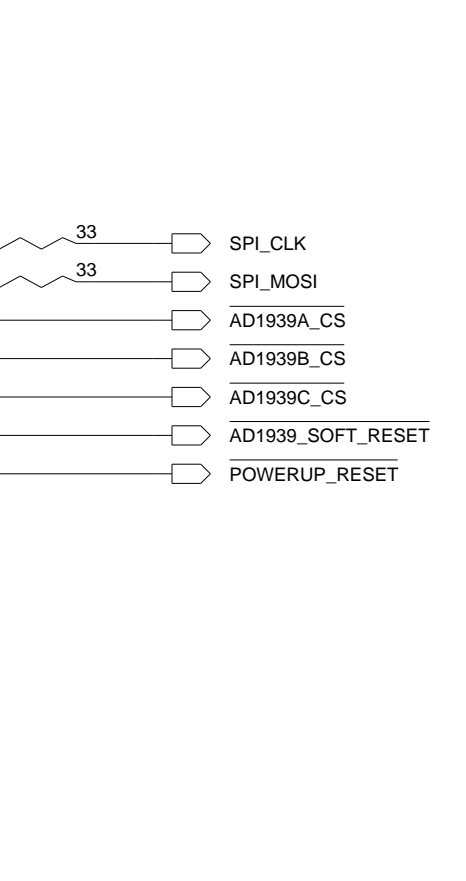 33
SPI_CLK
33
SPI_MOSI
AD1939A_CS
AD1939B_CS
AD1939C_CS
AD1939_SOFT_RESET
POWERUP_RESET